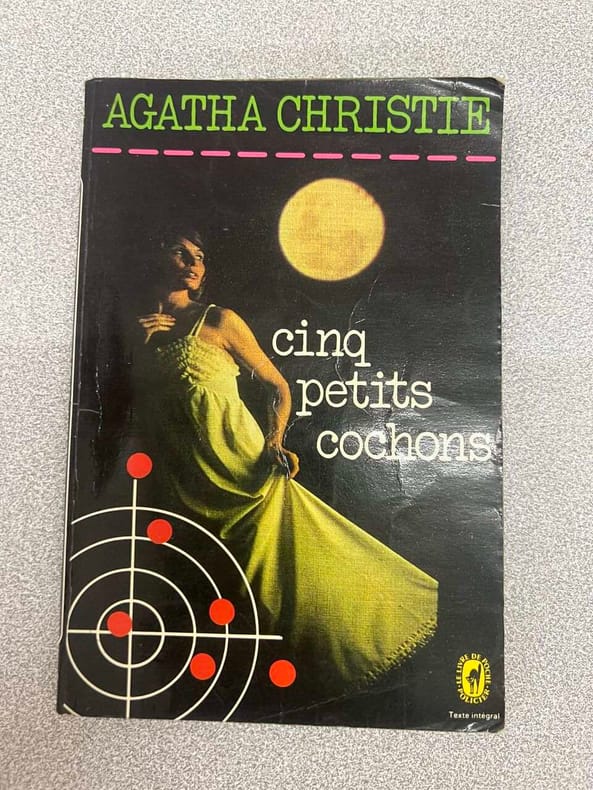 AGATHA CHRISTIE
cinq
petits
cochons
LE LIVRE DE POCHE
POLICIER
Texte intégral